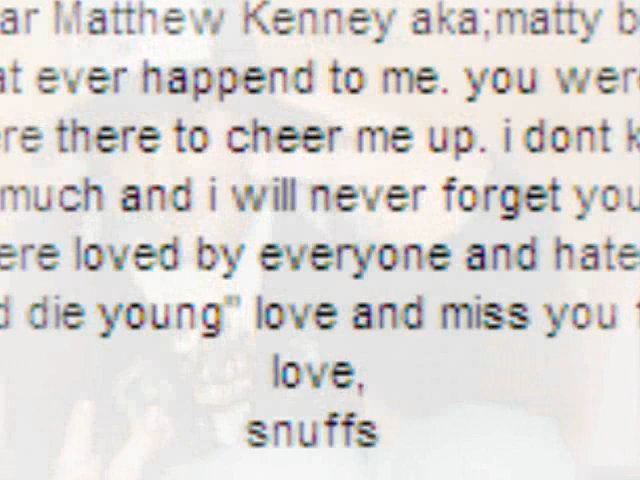 ar Matthew Kenney aka;matty b
at ever happend to me. you were
ere there to cheer me up. i dont k
much and i will never forget you
ere loved by everyone and hate
d die young" love and miss you f
love,
snuffs